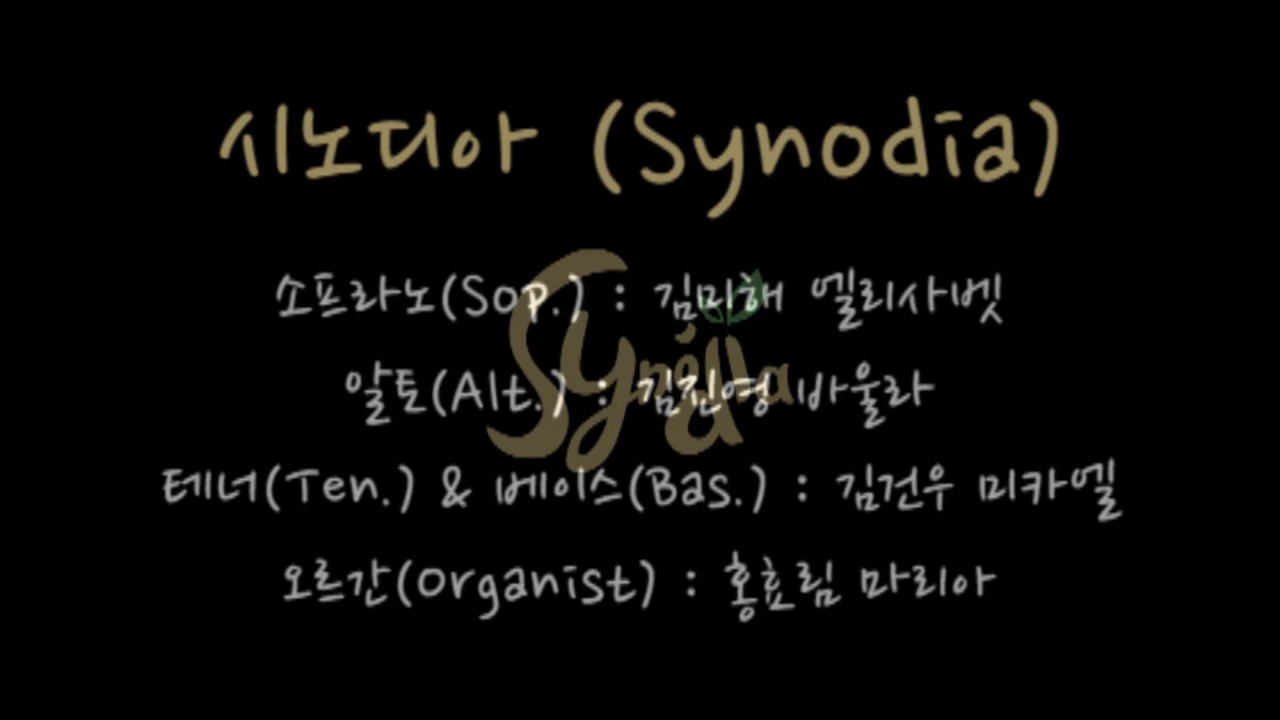 시노디아 (Synodia)
소프라노(Sop.) : 김미해 엘리사벳
알토(Alt.) : 김진영 바울라
테너(Ten.) & 베이스(Bas.) : 김건우 미카엘
오르간(Organist) : 홍효림 마리아